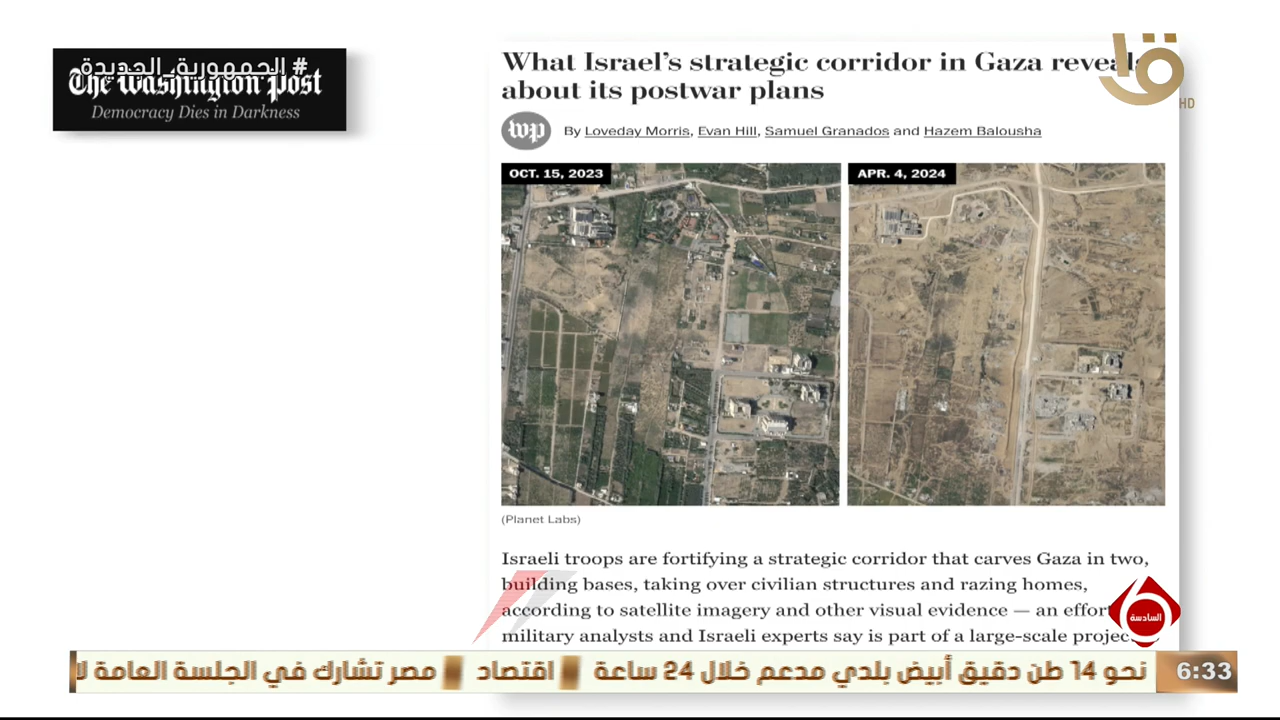 # الجمهورية_الجديدة
The Washington Post
Democracy Dies in Darkness
What Israel's strategic corridor in Gaza reveals
about its postwar plans
wp
By Loveday Morris, Evan Hill, Samuel Granados and Hazem Balousha
OCT. 15, 2023
APR. 4, 2024
(Planet Labs)
Israeli troops are fortifying a strategic corridor that carves Gaza in two,
building bases, taking over civilian structures and razing homes,
according to satellite imagery and other visual evidence — an effort
military analysts and Israeli experts say is part of a large-scale project
HD
السادسة
6:33
نحو 14 طن دقيق أبيض بلدي مدعم خلال 24 ساعة اقتصاد مصر تشارك في الجلسة العامة لا